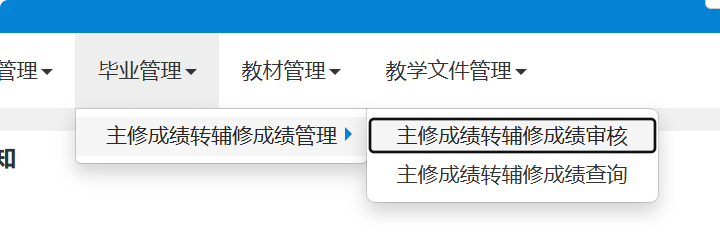 管理 毕业管理 教材管理 教学文件管理
主修成绩转辅修成绩管理 主修成绩转辅修成绩审核
知
主修成绩转辅修成绩查询